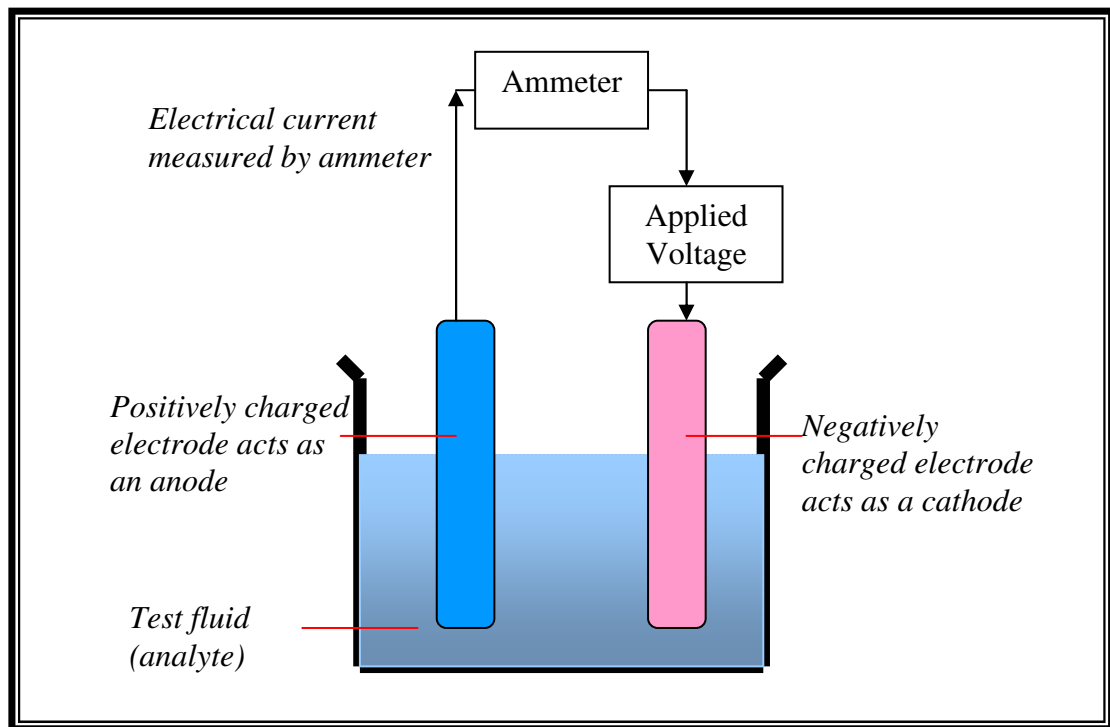 Ammeter
Electrical current
measured by ammeter
Applied
Voltage
Positively charged
electrode acts as
an anode
Negatively
charged electrode
acts as a cathode
Test fluid
(analyte)